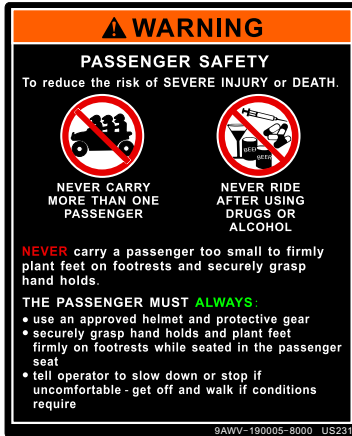 WARNING
PASSENGER SAFETY
To reduce the risk of SEVERE INJURY or DEATH.
BEER
BEER
NEVER CARRY
MORE THAN ONE
PASSENGER
NEVER RIDE
AFTER USING
DRUGS OR
ALCOHOL
NEVER carry a passenger too small to firmly
plant feet on footrests and securely grasp
hand holds.
THE PASSENGER MUST ALWAYS:
• use an approved helmet and protective gear
• securely grasp hand holds and plant feet
firmly on footrests while seated in the passenger
seat
• tell operator to slow down or stop if
uncomfortable - get off and walk if conditions
require
9AWV-190005-8000 US231